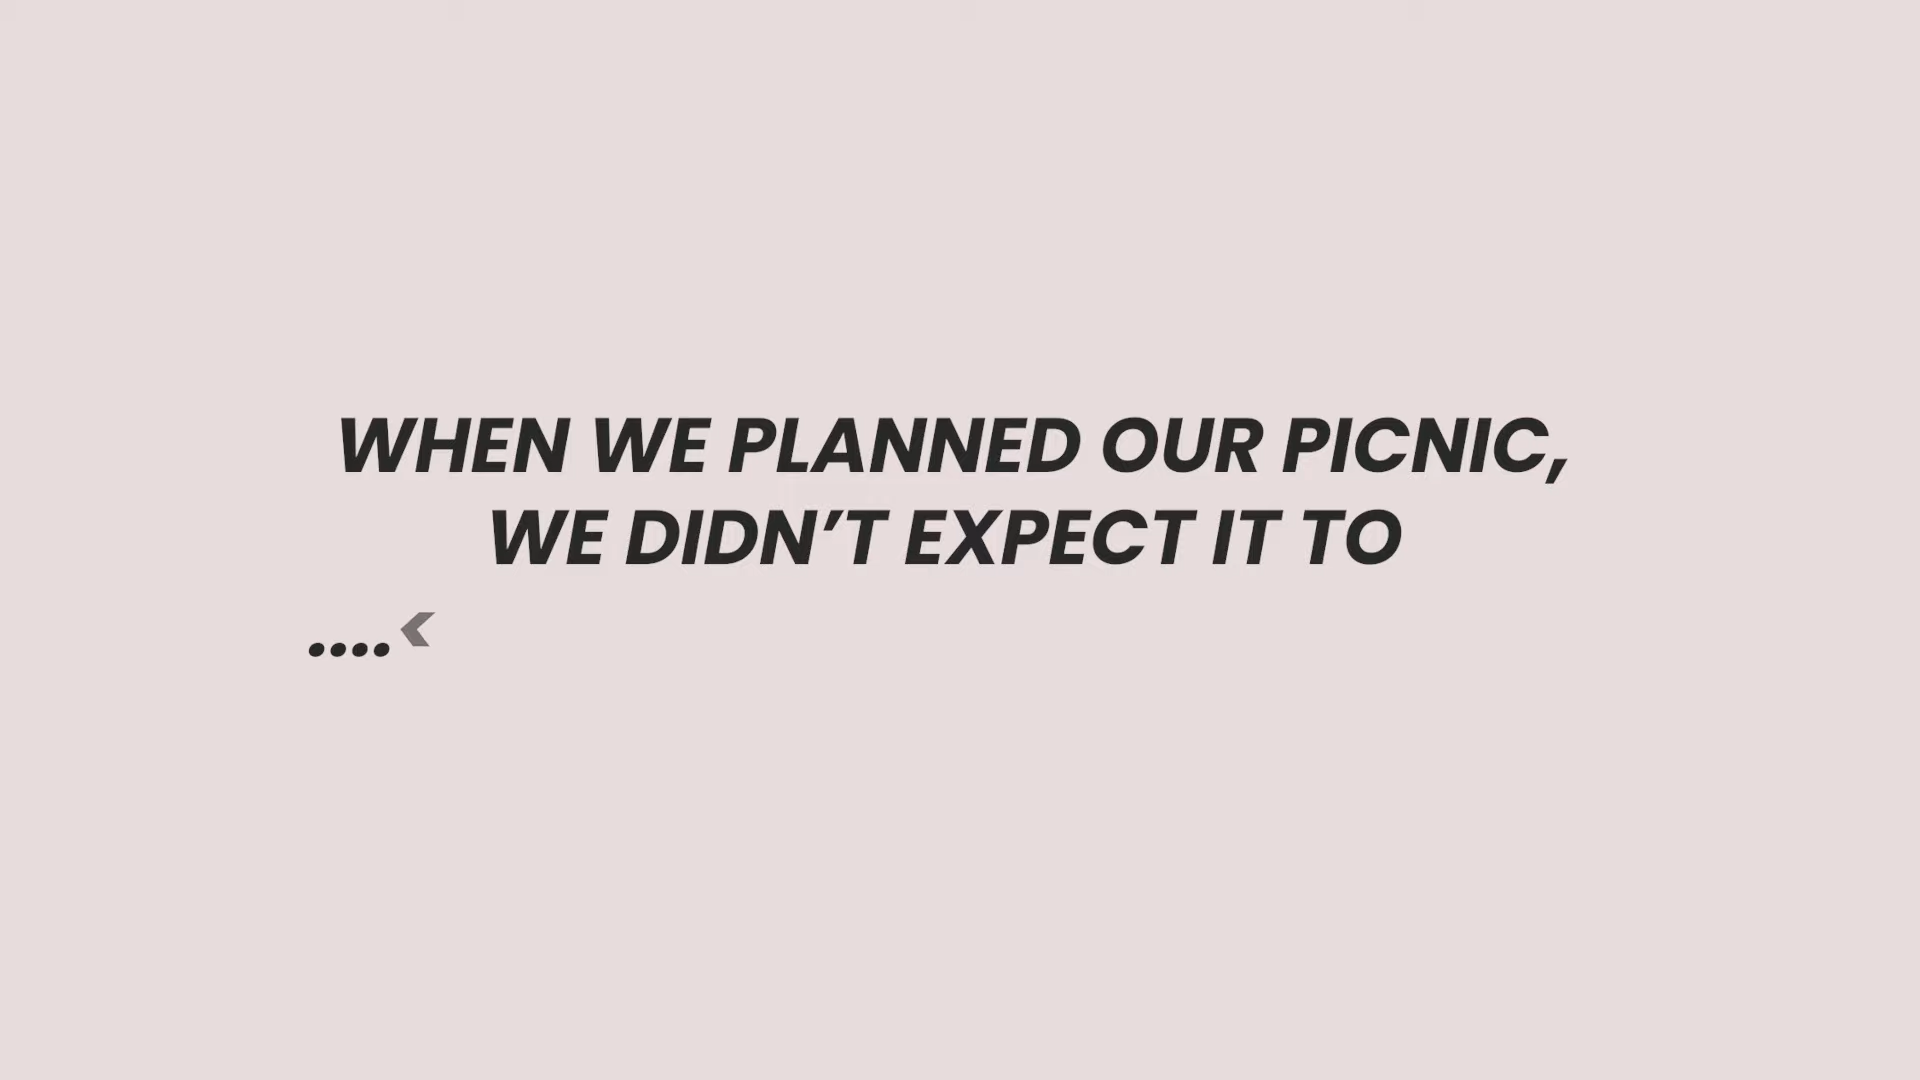 WHEN WE PLANNED OUR PICNIC,
WE DIDN’T EXPECT IT TO
....